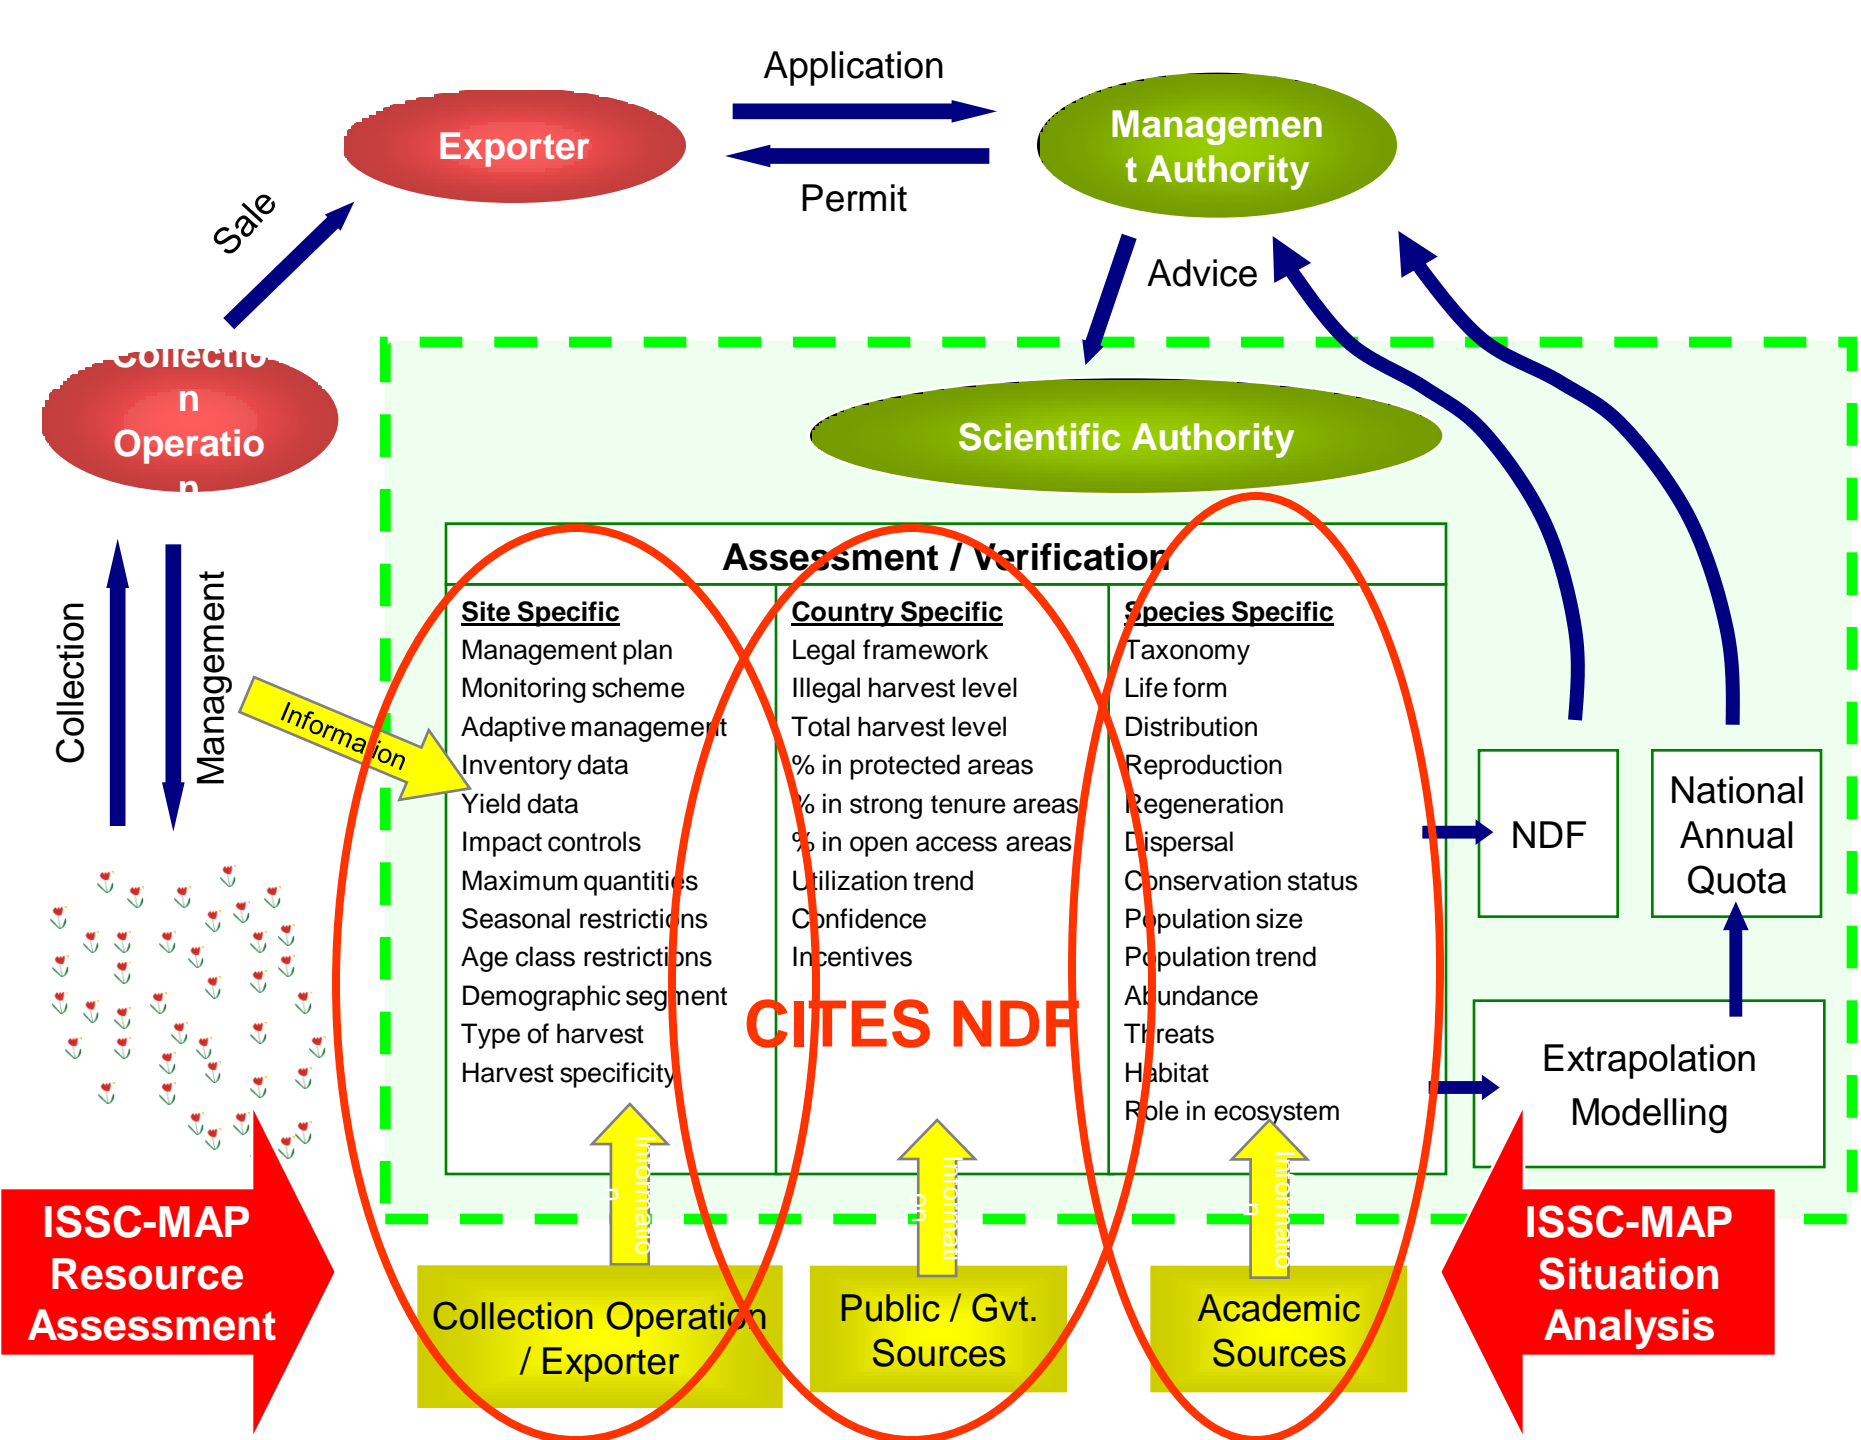 Application
Exporter
Managemen
t Authority
Permit
Sale
Advice
Collectio
n
Operatio
n
Scientific Authority
Collection
Management
Information
Assessment / Verification
Site Specific
Management plan
Monitoring scheme
Adaptive management
Inventory data
Yield data
Impact controls
Maximum quantities
Seasonal restrictions
Age class restrictions
Demographic segment
Type of harvest
Harvest specificity
Country Specific
Legal framework
Illegal harvest level
Total harvest level
% in protected areas
% in strong tenure areas
% in open access areas
Utilization trend
Confidence
Incentives
Species Specific
Taxonomy
Life form
Distribution
Reproduction
Regeneration
Dispersal
Conservation status
Population size
Population trend
Abundance
Threats
Habitat
Role in ecosystem
CITES NDF
NDF
National
Annual
Quota
Extrapolation
Modelling
Informatio
n
Informati
on
Informatio
n
ISSC-MAP
Resource
Assessment
Collection Operation
/ Exporter
Public / Gvt.
Sources
Academic
Sources
ISSC-MAP
Situation
Analysis